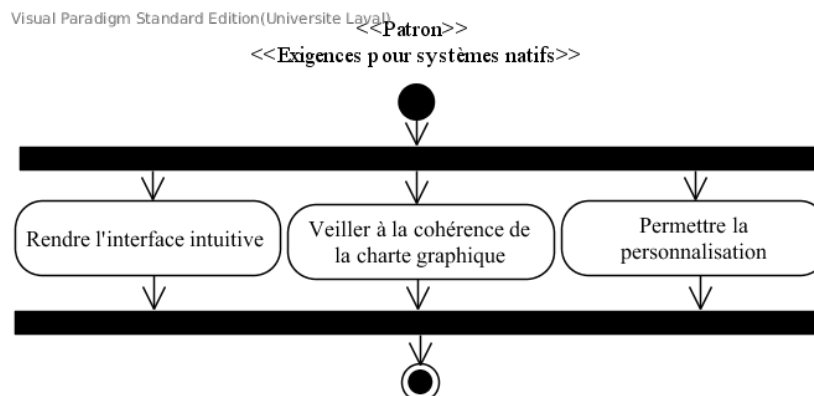 Visual Paradigm Standard Edition(Universite Laval)
<<Patron>>
<<Exigences pour systèmes natifs>>
Rendre l'interface intuitive
Veiller à la cohérence de
la charte graphique
Permettre la
personnalisation